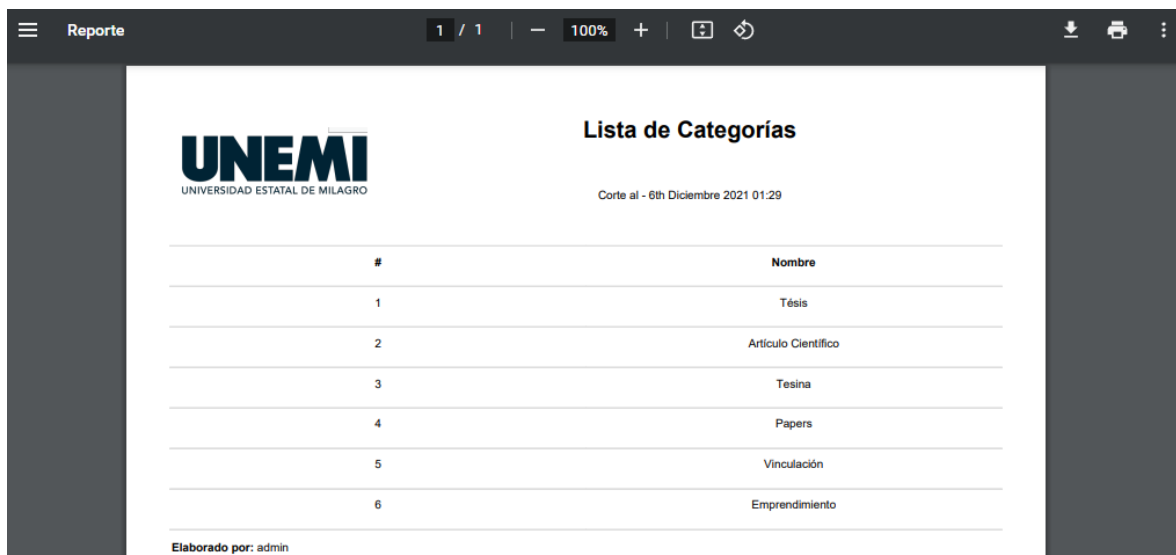 Reporte 1 / 1 100%
Lista de Categorías
UNEMI
UNIVERSIDAD ESTATAL DE MILAGRO
Corte al - 6th Diciembre 2021 01:29
# Nombre
1 Tésis
2 Artículo Científico
3 Tesina
4 Papers
5 Vinculación
6 Emprendimiento
Elaborado por: admin